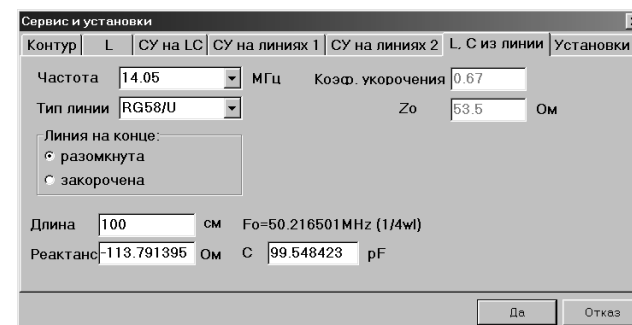 Сервис и установки
Контур L СУ на LC СУ на линиях 1 СУ на линиях 2 L, C из линии Установки
Частота 14.05 МГц Коэф. укорочения 0.67
Тип линии RG58/U Zo 53.5 Ом
Линия на конце:
разомкнута
закорочена
Длина 100 см Fo=50.216501MHz (1/4wl)
Реактанс -113.791395 Ом C 99.548423 pF
Да Отказ